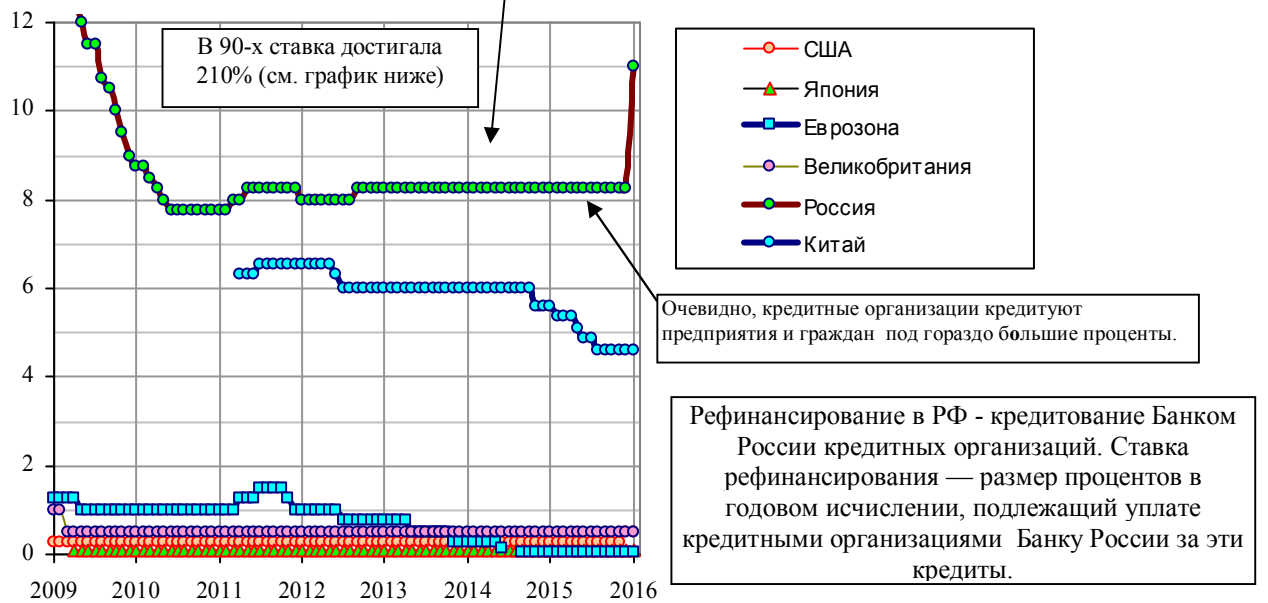 12
10
8
6
4
2
0
2009 2010 2011 2012 2013 2014 2015 2016
В 90-х ставка достигала
210% (см. график ниже)
США
Япония
Еврозона
Великобритания
Россия
Китай
Очевидно, кредитные организации кредитуют
предприятия и граждан под гораздо большие проценты.
Рефинансирование в РФ - кредитование Банком
России кредитных организаций. Ставка
рефинансирования — размер процентов в
годовом исчислении, подлежащий уплате
кредитными организациями Банку России за эти
кредиты.